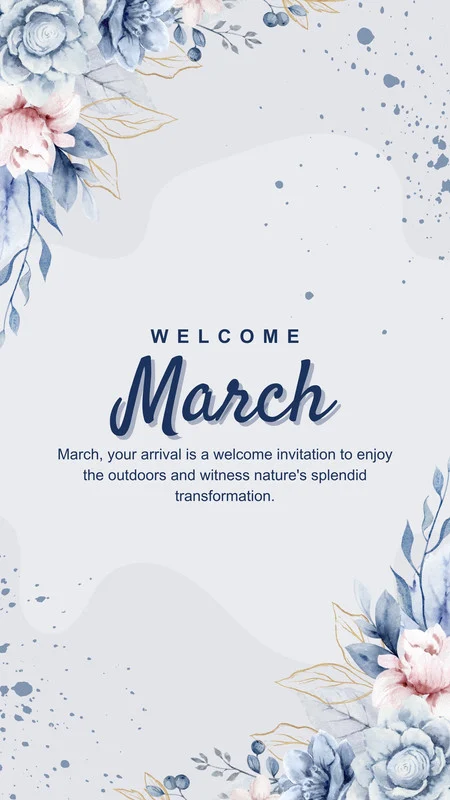 WELCOME
March
March, your arrival is a welcome invitation to enjoy
the outdoors and witness nature's splendid
transformation.